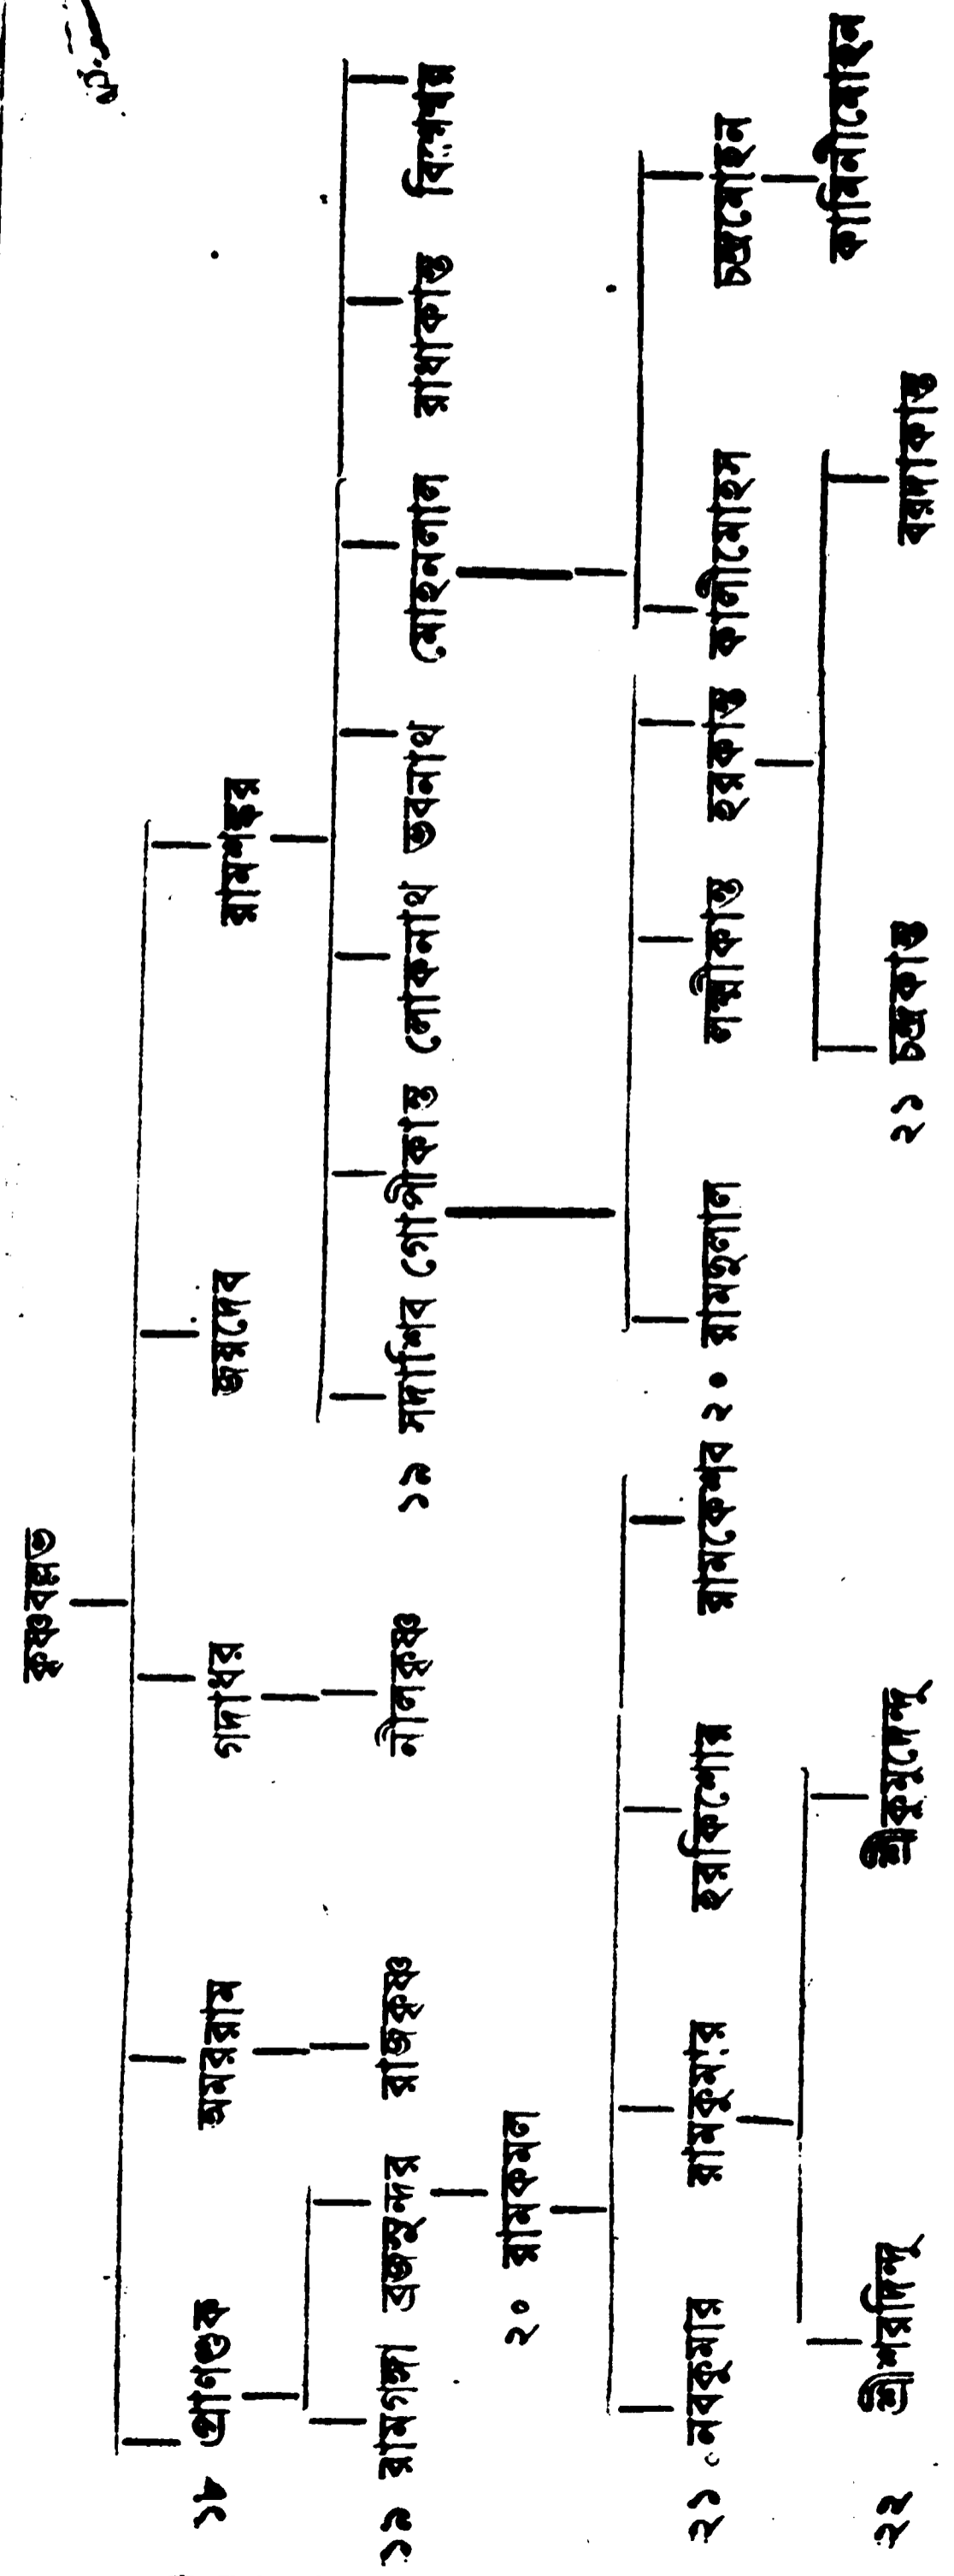 কৃষ্ণবল্লভ
১৮ প্রাণশুক অমররাম গদাধর জয়দেব রামশঙ্কর
১৯ রামগঙ্গা ব্রজসুন্দর রাজকৃষ্ণ নীলকৃষ্ণ ১৯ সদাশিব গোপীকান্ত লোকনাথ ভবনাথ মোহনলাল রাধাকান্ত বিশ্বেশ্বর
২০ রামকমল
২১ নবকুমার রামকুমার হরকিশোর রামকেশব ২০ রামদুলাল লক্ষ্মীকান্ত হরকান্ত কালীমোহন চন্দ্রমোহন
২২ শ্রীশরদিন্দু শ্রীকুমুদেন্দু ২১ চন্দ্রকান্ত বরদাকান্ত কামিনীমোহন